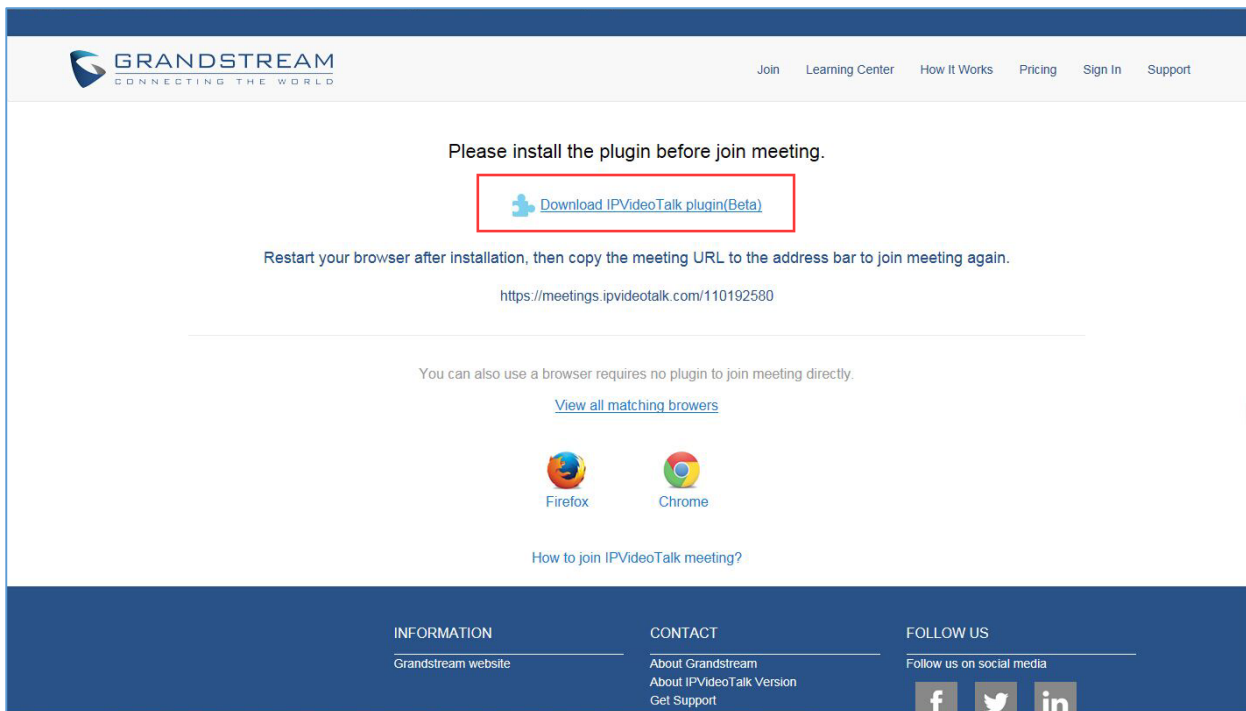 GRANDSTREAM
CONNECTING THE WORLD
Join Learning Center How It Works Pricing Sign In Support
Please install the plugin before join meeting.
Download IPVideoTalk plugin(Beta)
Restart your browser after installation, then copy the meeting URL to the address bar to join meeting again.
https://meetings.ipvideotalk.com/110192580
You can also use a browser requires no plugin to join meeting directly.
View all matching browers
Firefox Chrome
How to join IPVideoTalk meeting?
INFORMATION CONTACT FOLLOW US
Grandstream website About Grandstream Follow us on social media
About IPVideoTalk Version
Get Support
f in